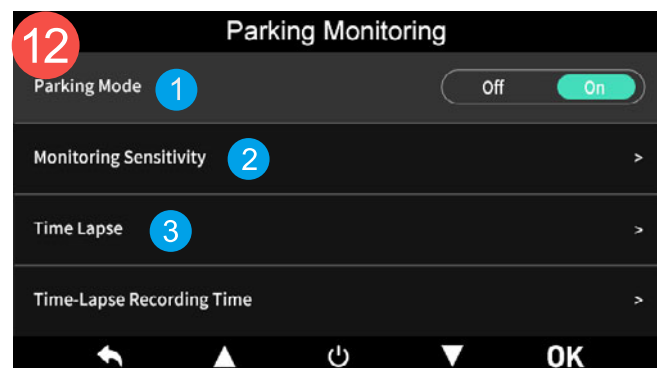 Parking Monitoring
12
Parking Mode 1 Off On
Monitoring Sensitivity 2 >
Time Lapse 3 >
Time-Lapse Recording Time >
OK